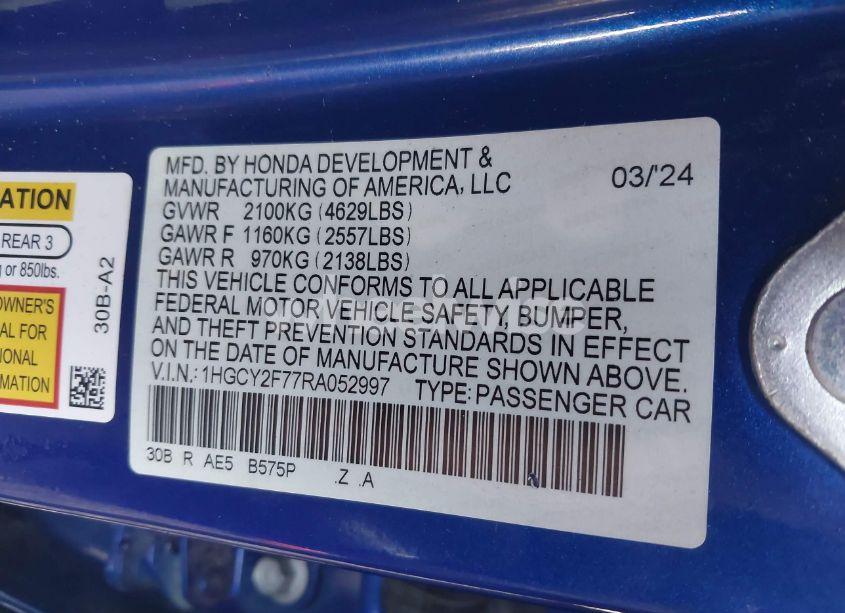 ATION
REAR 3
g or 850lbs.
OWNER'S
AL FOR
IONAL
ION
30B-A2
MFD. BY HONDA DEVELOPMENT &
MANUFACTURING OF AMERICA, LLC 03/'24
GVWR 2100KG (4629LBS)
GAWR F 1160KG (2557LBS)
GAWR R 970KG (2138LBS)
THIS VEHICLE CONFORMS TO ALL APPLICABLE
FEDERAL MOTOR VEHICLE SAFETY, BUMPER,
AND THEFT PREVENTION STANDARDS IN EFFECT
ON THE DATE OF MANUFACTURE SHOWN ABOVE.
V.I.N.:1HGCY2F77RA052997 TYPE:PASSENGER CAR
30B R AE5 B575P .Z .A